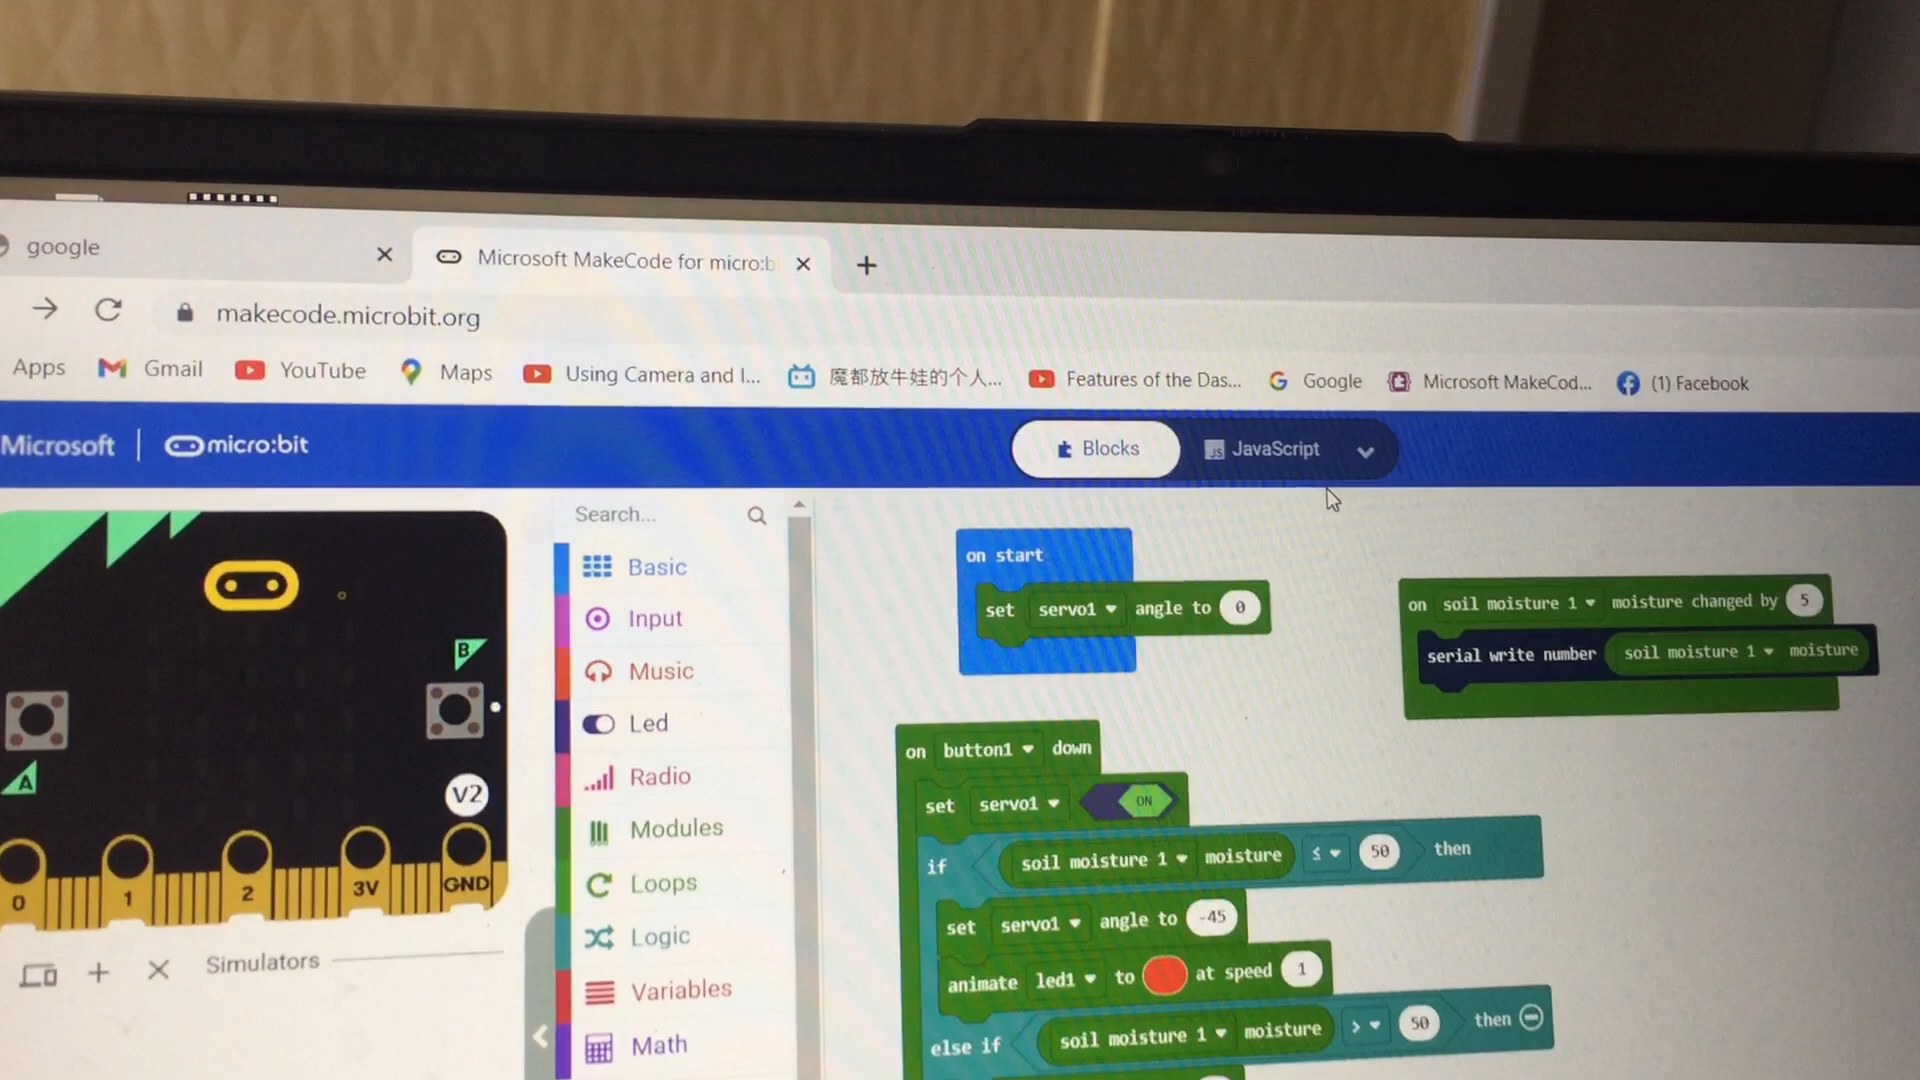 google
Microsoft MakeCode for micro:b
makecode.microbit.org
Apps
Gmail
YouTube
Maps
Using Camera and I...
魔都放牛娃的个人...
Features of the Das...
Google
Microsoft MakeCod...
(1) Facebook
Microsoft
micro:bit
Blocks
JS JavaScript
B
A
V2
0
1
2
3V
GND
Simulators
Search...
Basic
Input
Music
Led
Radio
Modules
Loops
Logic
Variables
Math
on start
set servo1 angle to 0
on soil moisture 1 moisture changed by 5
serial write number soil moisture 1 moisture
on button1 down
set servo1 ON
if soil moisture 1 moisture ≤ 50 then
set servo1 angle to -45
animate led1 to at speed 1
else if soil moisture 1 moisture > 50 then